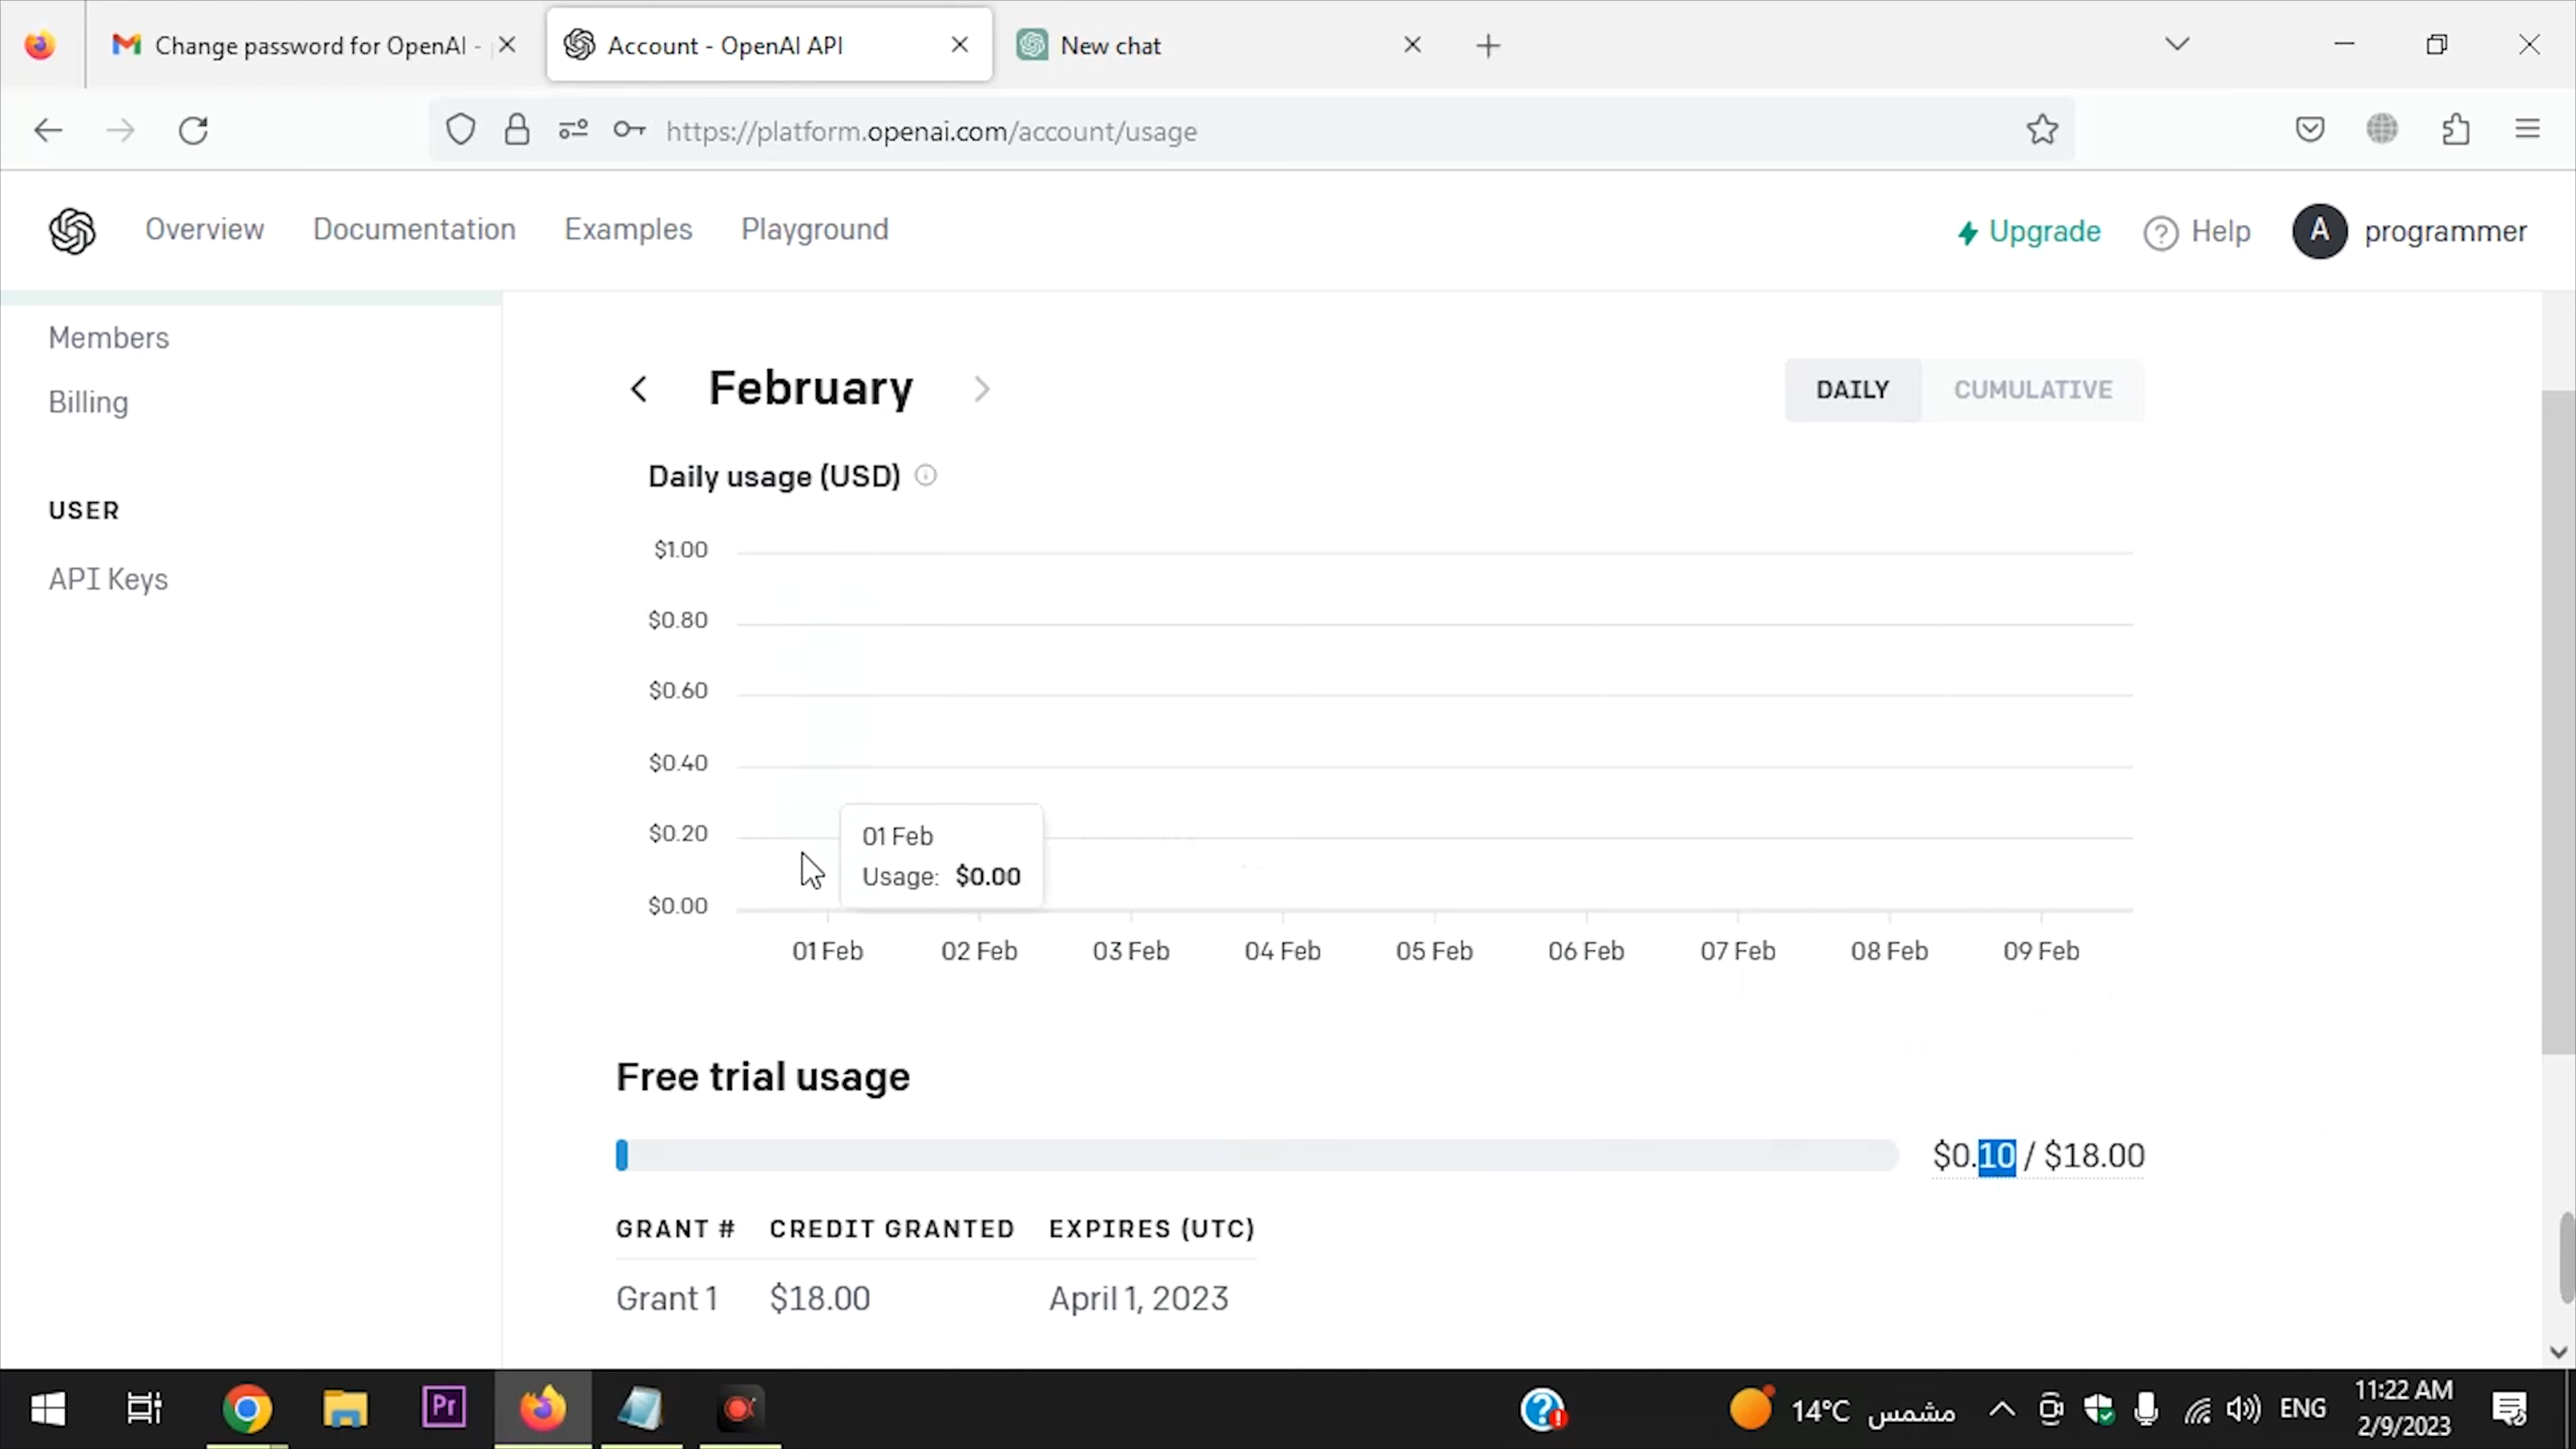 Change password for OpenAI -
Account - OpenAI API
New chat
https://platform.openai.com/account/usage
Overview
Documentation
Examples
Playground
Upgrade
Help
A
programmer
Members
Billing
USER
API Keys
February
DAILY
CUMULATIVE
Daily usage (USD)
$1.00
$0.80
$0.60
$0.40
$0.20
$0.00
01 Feb
Usage: $0.00
01 Feb 02 Feb 03 Feb 04 Feb 05 Feb 06 Feb 07 Feb 08 Feb 09 Feb
Free trial usage
$0.10 / $18.00
GRANT # CREDIT GRANTED EXPIRES (UTC)
Grant 1 $18.00 April 1, 2023
Pr
14°C مشمس
ENG
11:22 AM
2/9/2023